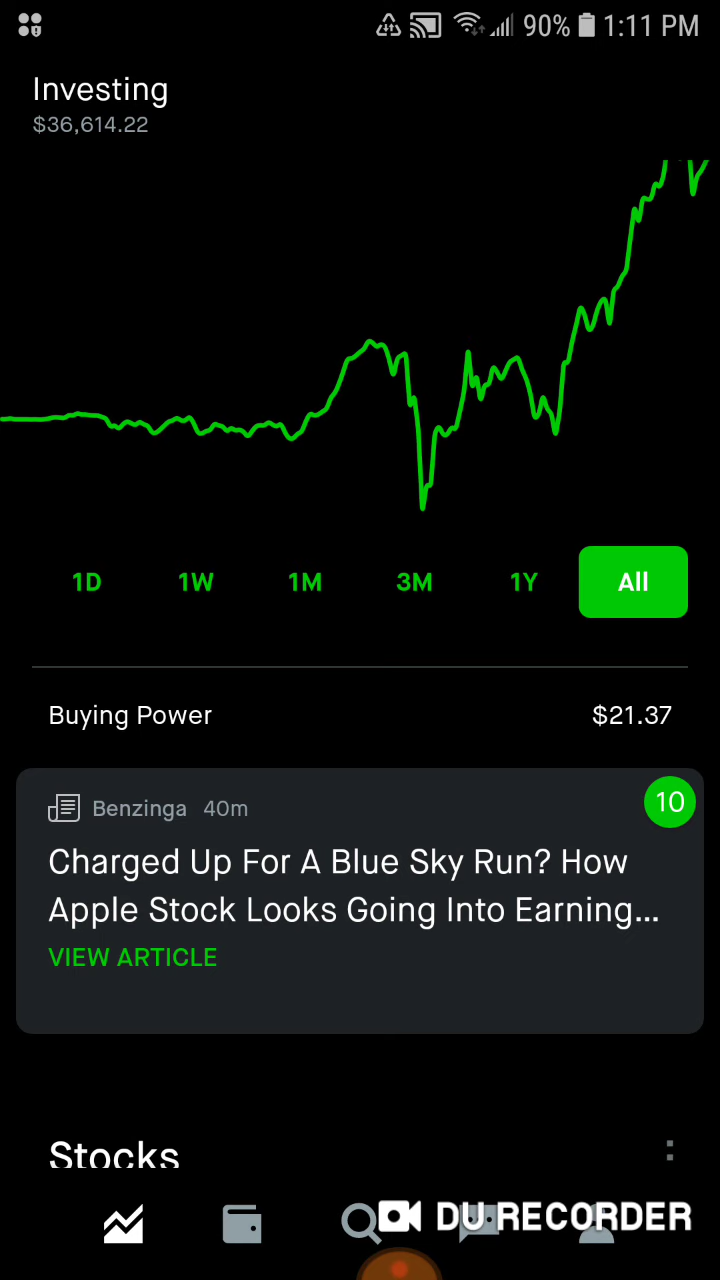 90% 1:11 PM
Investing
$36,614.22
1D 1W 1M 3M 1Y All
Buying Power $21.37
Benzinga 40m 10
Charged Up For A Blue Sky Run? How
Apple Stock Looks Going Into Earning...
VIEW ARTICLE
Stocks
DU RECORDER